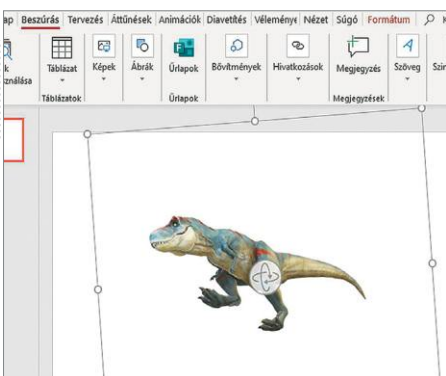 ap Beszúrás Tervezés Áttűnések Animációk Diavetítés Vélemény Nézet Súgó Formátum
Táblázat Képek Ábrák Űrlapok Bővítmények Hivatkozások Megjegyzés Szöveg
Táblázatok Űrlapok Megjegyzések